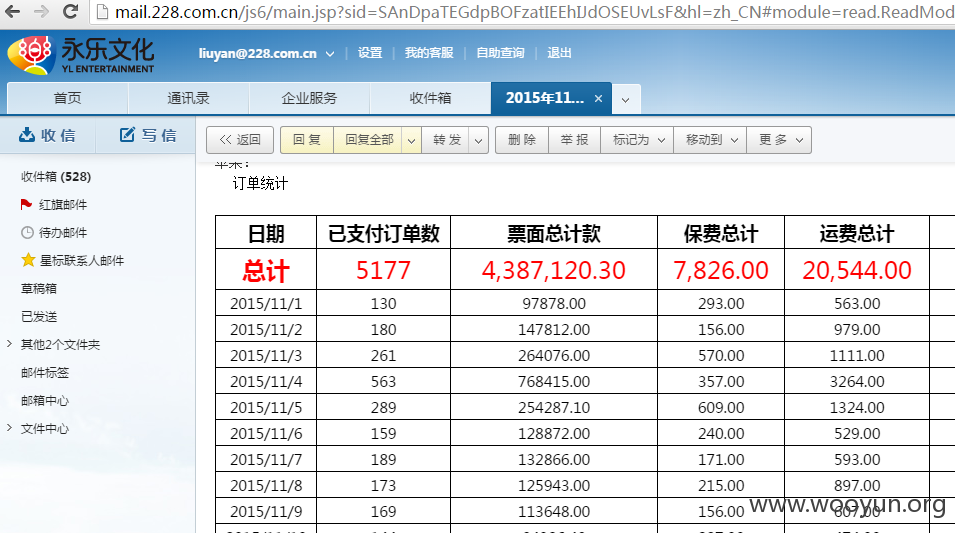 mail.228.com.cn/js6/main.jsp?sid=SAnDpaTEGdpBOFzatIEEhIJdOSEUvLsF&hl=zh_CN#module=read.ReadMod
永乐文化
YL ENTERTAINMENT
liuyan@228.com.cn | 设置 | 我的客服 | 自助查询 | 退出
首页 通讯录 企业服务 收件箱 2015年11... ×
收信 写信 << 返回 回复 回复全部 转发 删除 举报 标记为 移动到 更多
收件箱 (528)
红旗邮件
待办邮件
星标联系人邮件
草稿箱
已发送
其他2个文件夹
邮件标签
邮箱中心
文件中心
订单统计
日期 已支付订单数 票面总计款 保费总计 运费总计
总计 5177 4,387,120.30 7,826.00 20,544.00
2015/11/1 130 97878.00 293.00 563.00
2015/11/2 180 147812.00 156.00 979.00
2015/11/3 261 264076.00 570.00 1111.00
2015/11/4 563 768415.00 357.00 3264.00
2015/11/5 289 254287.10 609.00 1324.00
2015/11/6 159 128872.00 240.00 529.00
2015/11/7 189 132866.00 171.00 593.00
2015/11/8 173 125943.00 215.00 897.00
2015/11/9 169 113648.00 156.00 607.00
www.wooyun.org